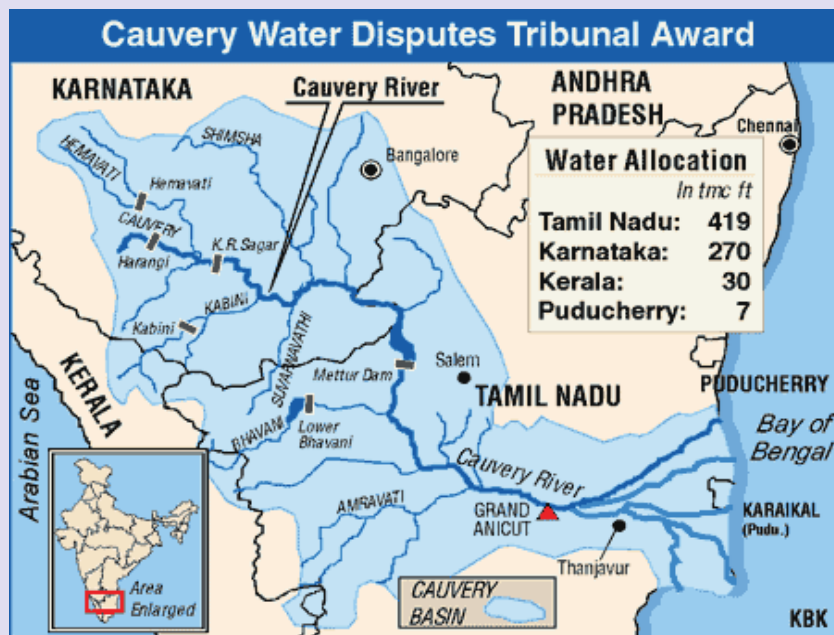 Cauvery Water Disputes Tribunal Award
KARNATAKA
Cauvery River
ANDHRA
PRADESH
Chennai
SHIMSHA
Bangalore
HEMAVATI
Hemavati
Water Allocation
In tmc ft
Tamil Nadu: 419
Karnataka: 270
Kerala: 30
Puducherry: 7
CAUVERY
K.R.Sagar
Harangi
KABINI
Kabini
SUVARNAVATHI
Mettur Dam
Salem
KERALA
TAMIL NADU
PUDUCHERRY
BHAVANI
Lower
Bhavani
Bay of
Bengal
Arabian Sea
Cauvery River
AMRAVATI
GRAND
ANICUT
KARAIKAL
(Pudu.)
Thanjavur
Area
Enlarged
CAUVERY
BASIN
KBK